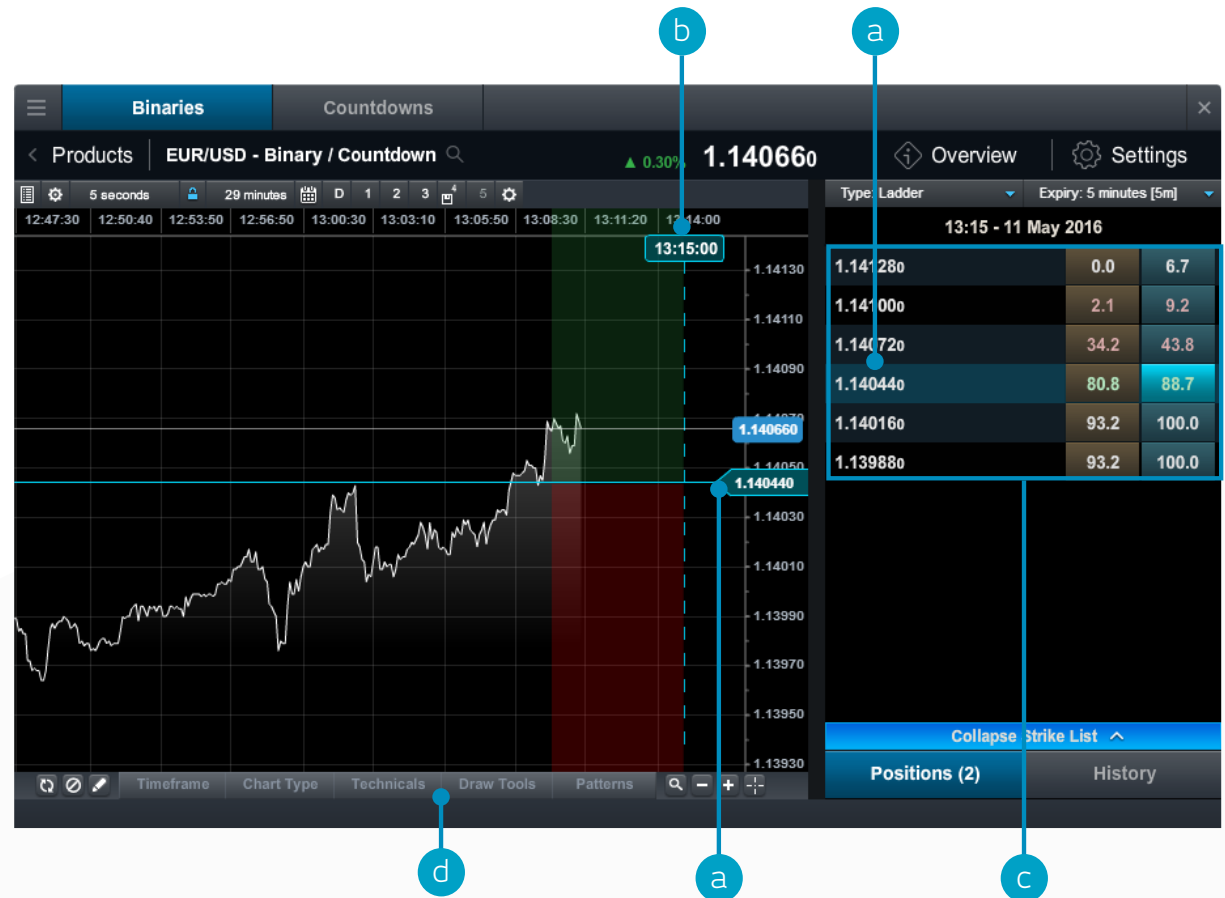 b a
Binaries Countdowns
Products EUR/USD - Binary / Countdown ▲ 0.30% 1.140660 Overview Settings
5 seconds 29 minutes D 1 2 3 4 5 Type: Ladder Expiry: 5 minutes [5m]
12:47:30 12:50:40 12:53:50 12:56:50 13:00:30 13:03:10 13:05:50 13:08:30 13:11:20 13:14:00
13:15 - 11 May 2016
13:15:00
1.14130
1.14110
1.14090
1.14070
1.140660
1.14050
1.140440
1.14030
1.14010
1.13990
1.13970
1.13950
1.13930
1.141280 0.0 6.7
1.141000 2.1 9.2
1.140720 34.2 43.8
a
1.140440 80.8 88.7
1.140160 93.2 100.0
1.139880 93.2 100.0
Collapse Strike List
Positions (2) History
Timeframe Chart Type Technicals Draw Tools Patterns
d a c